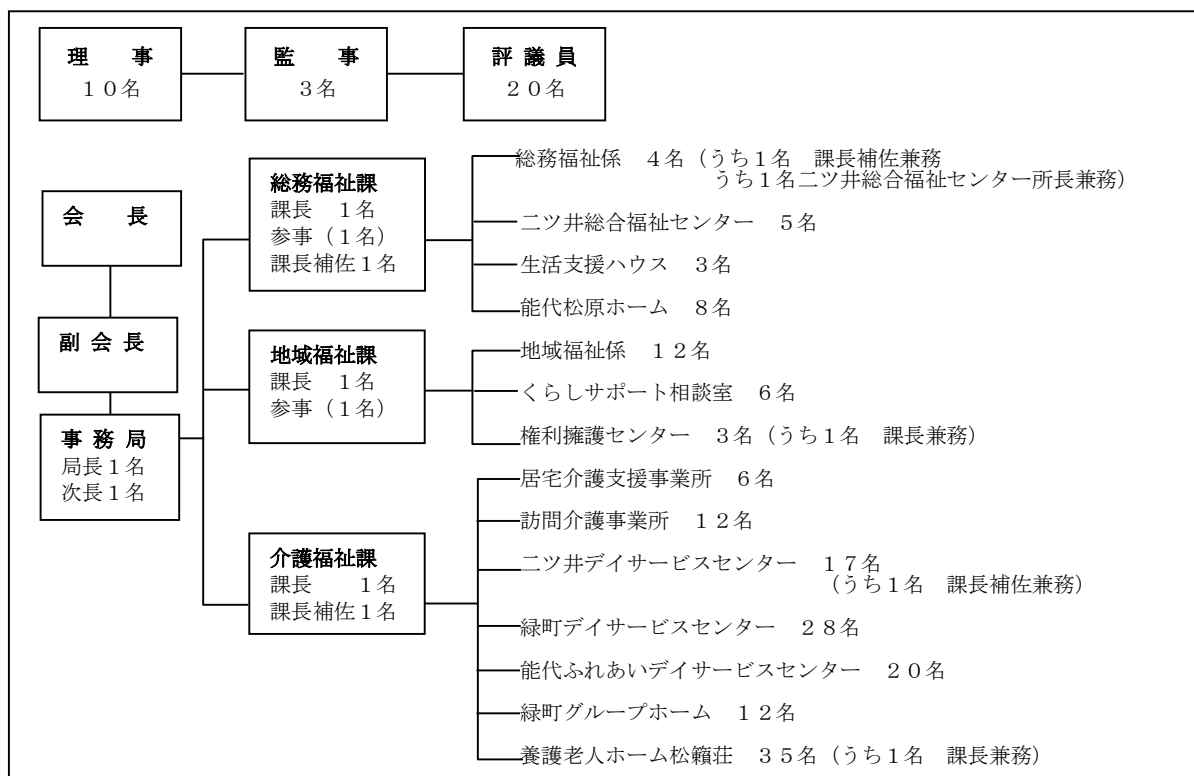 理　事
１０名
監　事
３名
評議員
２０名
会　長
副会長
事務局
局長１名
次長１名
総務福祉課
課長　１名
参事（１名）
課長補佐１名
総務福祉係　４名（うち１名　課長補佐兼務
うち１名二ツ井総合福祉センター所長兼務）
二ツ井総合福祉センター　５名
生活支援ハウス　３名
能代松原ホーム　８名
地域福祉課
課長　１名
参事（１名）
地域福祉係　１２名
くらしサポート相談室　６名
権利擁護センター　３名（うち１名　課長兼務）
介護福祉課
課長　　１名
課長補佐１名
居宅介護支援事業所　６名
訪問介護事業所　１２名
二ツ井デイサービスセンター　１７名
（うち１名　課長補佐兼務）
緑町デイサービスセンター　２８名
能代ふれあいデイサービスセンター　２０名
緑町グループホーム　１２名
養護老人ホーム松籟荘　３５名（うち１名　課長兼務）